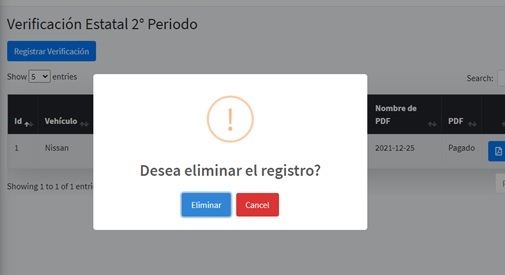 Verificación Estatal 2° Periodo
Registrar Verificación
Show 5 entries
Search:
!
Id Vehículo Nombre de PDF PDF
1 Nissan 2021-12-25 Pagado
Desea eliminar el registro?
Showing 1 to 1 of 1 entri
Eliminar Cancel